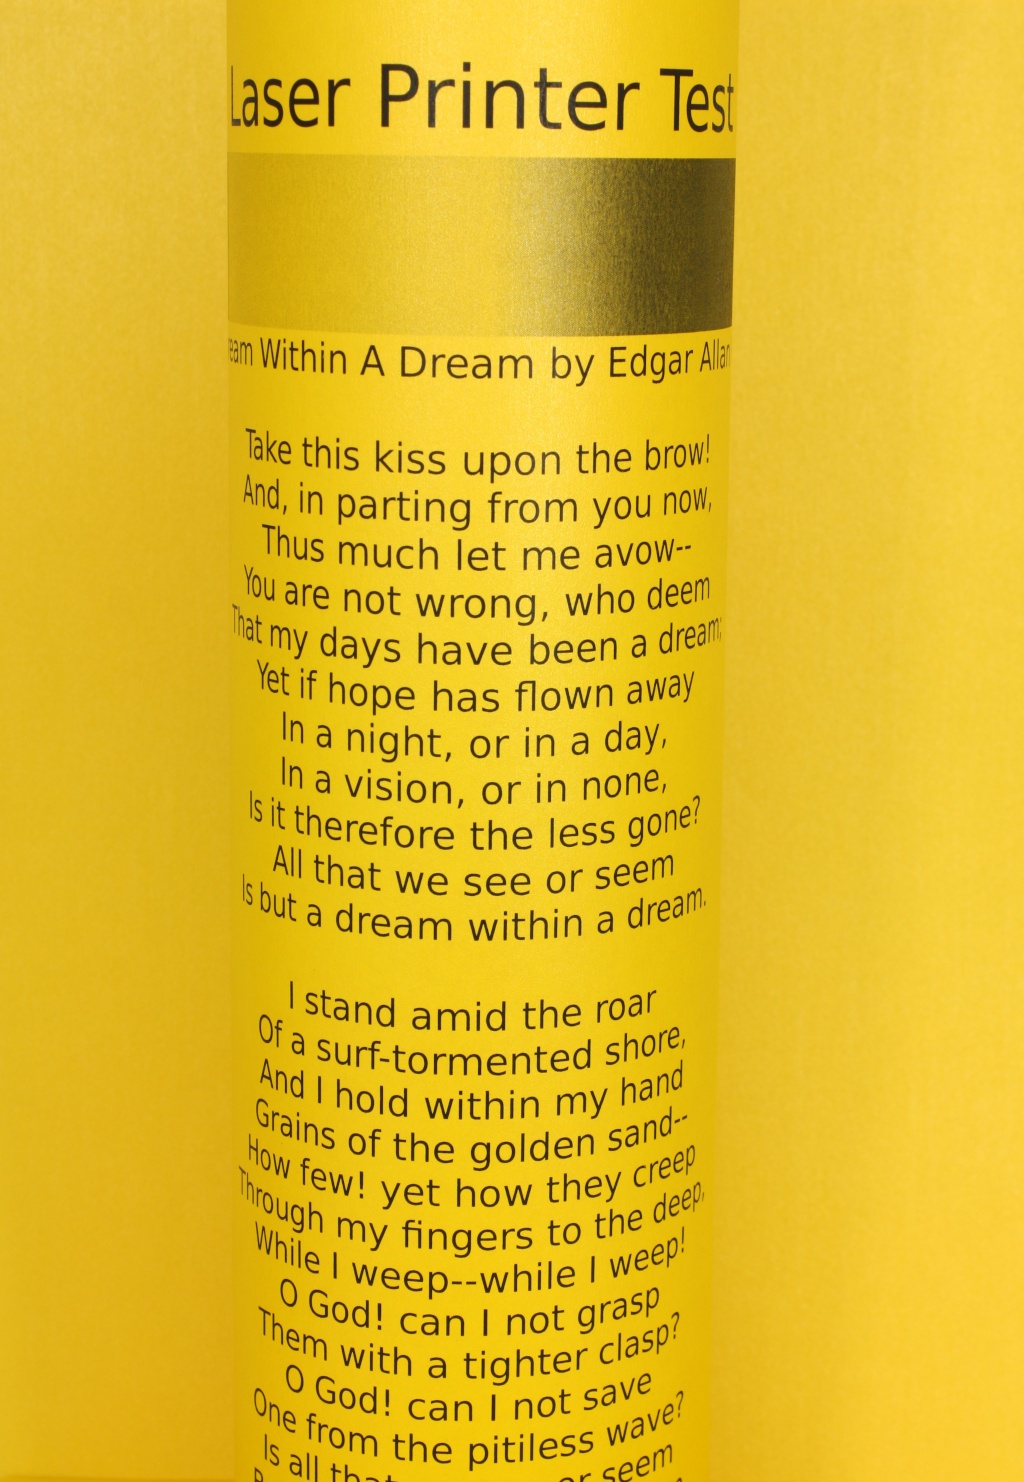 Laser Printer Test
Within A Dream by Edgar
Take this kiss upon the brow!
And, in parting from you now,
Thus much let me avow--
You are not wrong, who deem
That my days have been a dream;
Yet if hope has flown away
In a night, or in a day,
In a vision, or in none,
Is it therefore the less gone?
All that we see or seem
Is but a dream within a dream.
I stand amid the roar
Of a surf-tormented shore,
And I hold within my hand
Grains of the golden sand--
How few! yet how they creep
Through my fingers to the deep,
While I weep--while I weep!
O God! can I not grasp
Them with a tighter clasp?
O God! can I not save
One from the pitiless wave?
Is all that or seem